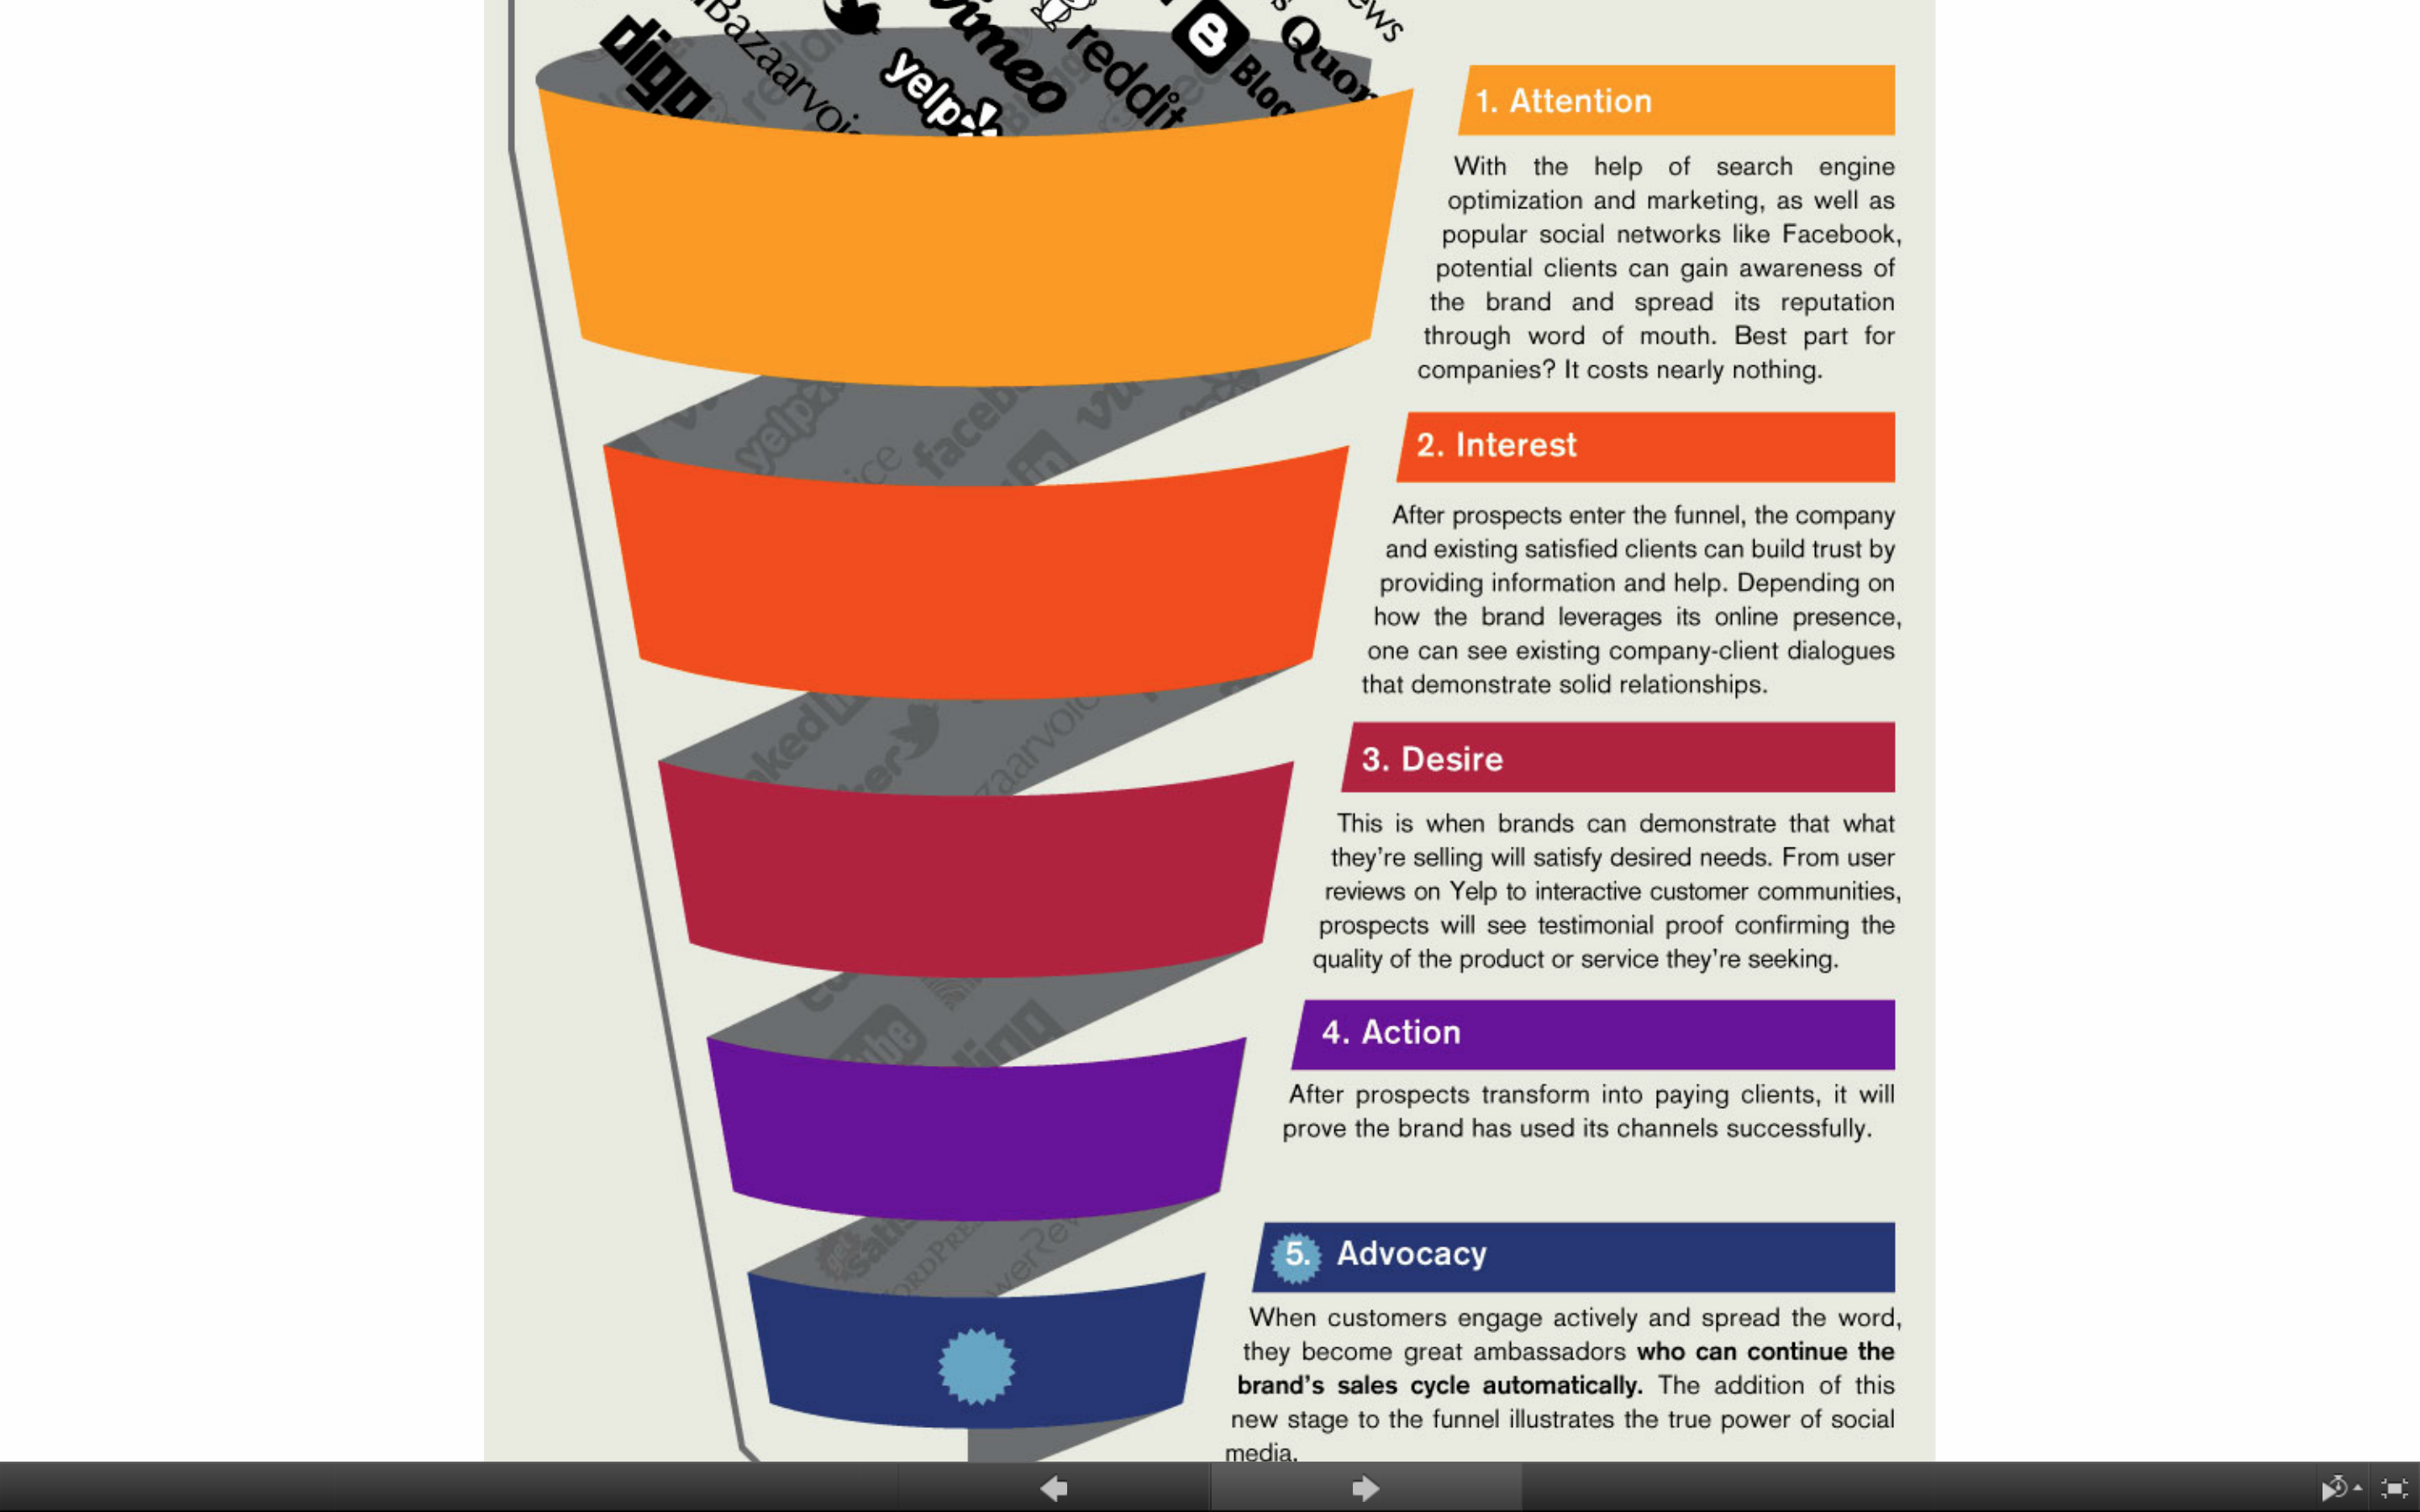 digg
yelp
vimeo
reddit
1. Attention
With the help of search engine
optimization and marketing, as well as
popular social networks like Facebook,
potential clients can gain awareness of
the brand and spread its reputation
through word of mouth. Best part for
companies? It costs nearly nothing.
2. Interest
After prospects enter the funnel, the company
and existing satisfied clients can build trust by
providing information and help. Depending on
how the brand leverages its online presence,
one can see existing company-client dialogues
that demonstrate solid relationships.
3. Desire
This is when brands can demonstrate that what
they're selling will satisfy desired needs. From user
reviews on Yelp to interactive customer communities,
prospects will see testimonial proof confirming the
quality of the product or service they're seeking.
4. Action
After prospects transform into paying clients, it will
prove the brand has used its channels successfully.
5. Advocacy
When customers engage actively and spread the word,
they become great ambassadors who can continue the
brand's sales cycle automatically. The addition of this
new stage to the funnel illustrates the true power of social
media.